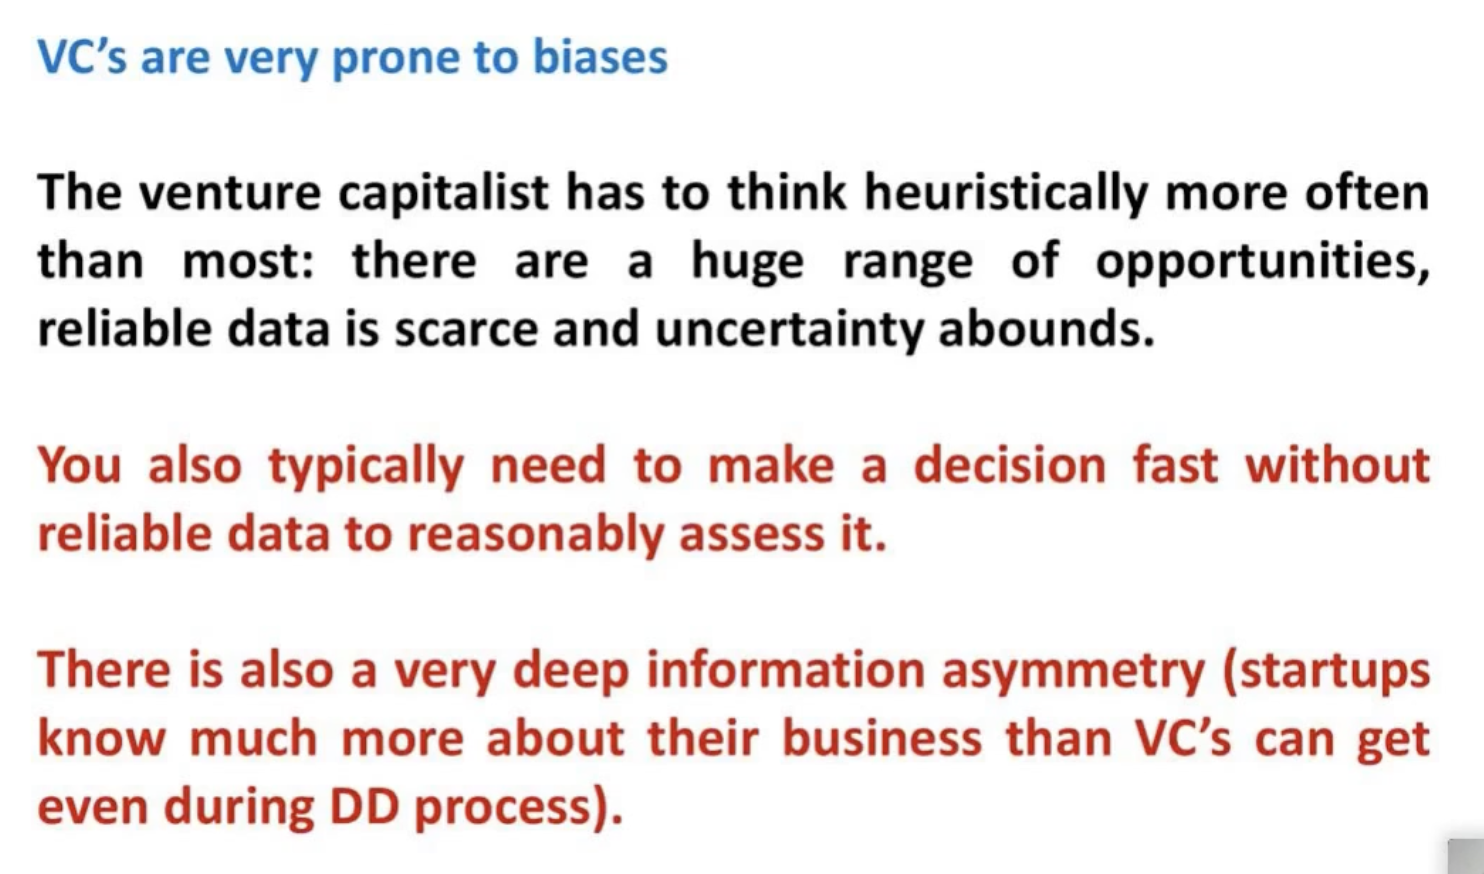 VC’s are very prone to biases
The venture capitalist has to think heuristically more often
than most: there are a huge range of opportunities,
reliable data is scarce and uncertainty abounds.
You also typically need to make a decision fast without
reliable data to reasonably assess it.
There is also a very deep information asymmetry (startups
know much more about their business than VC’s can get
even during DD process).